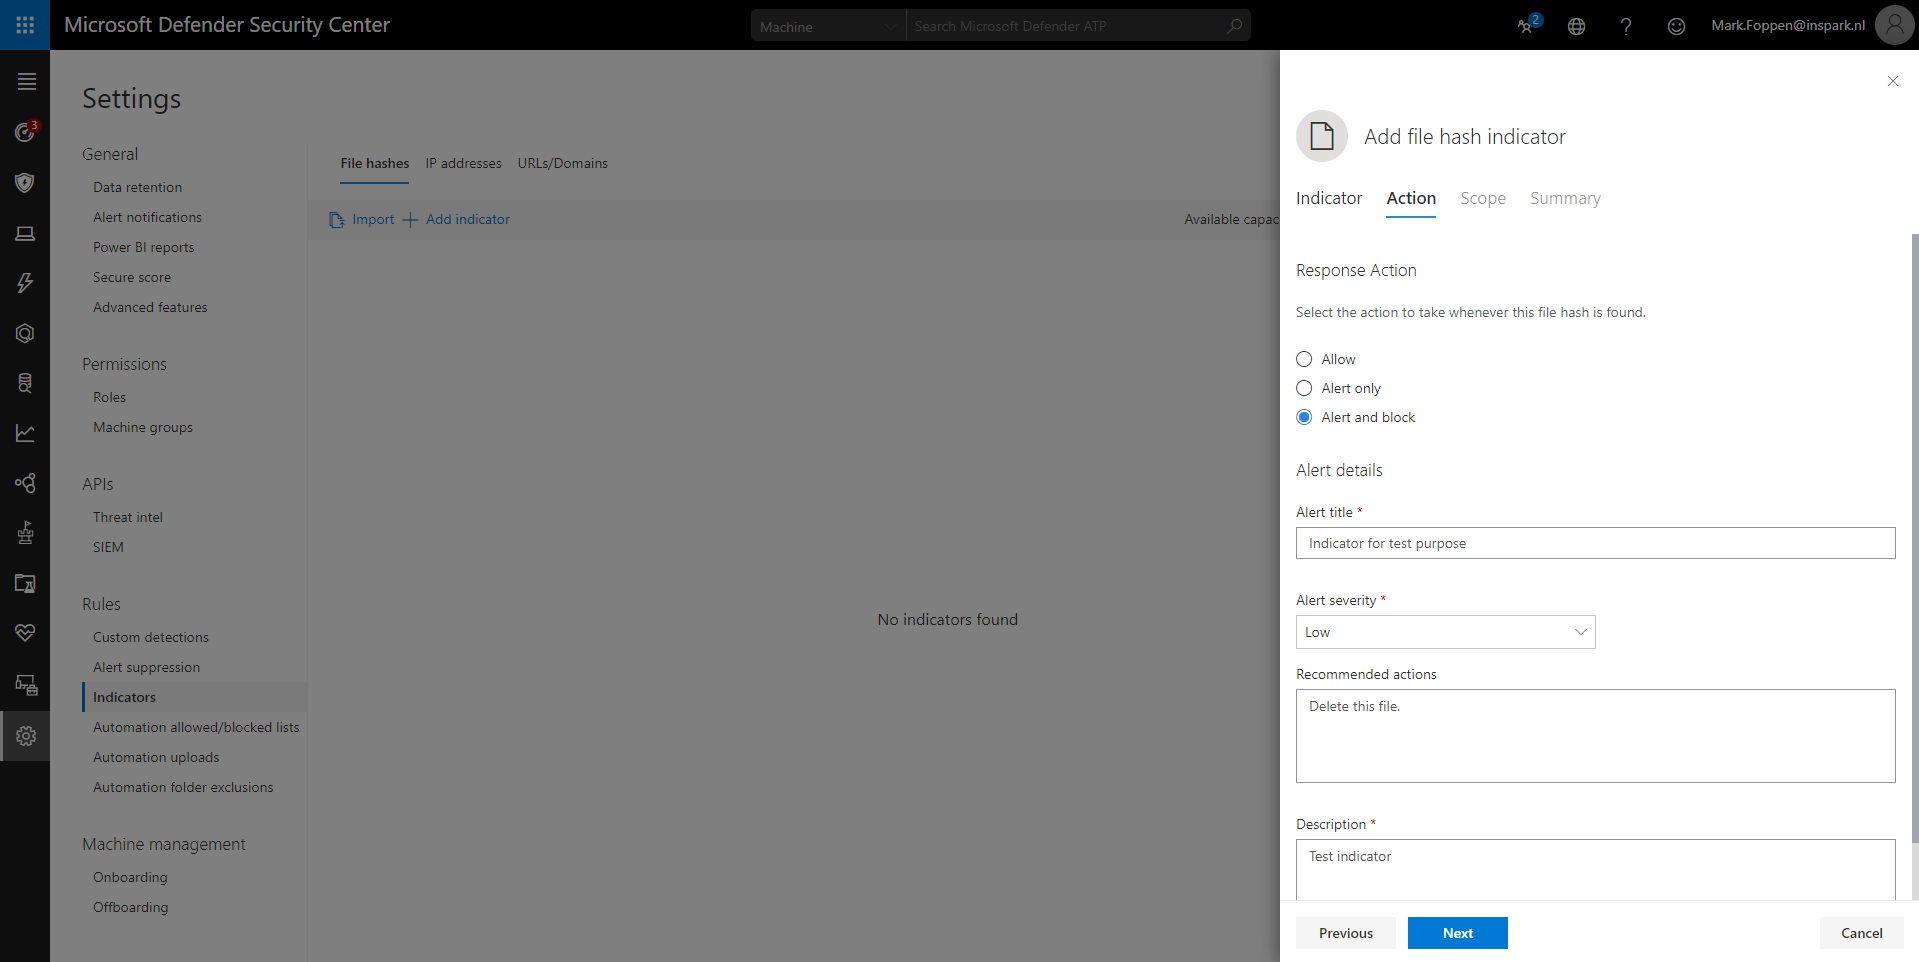 Microsoft Defender Security Center
Machine
Search Microsoft Defender ATP
2
Mark.Foppen@inspark.nl
3
Settings
General
Data retention
Alert notifications
Power BI reports
Secure score
Advanced features
Permissions
Roles
Machine groups
APIs
Threat intel
SIEM
Rules
Custom detections
Alert suppression
Indicators
Automation allowed/blocked lists
Automation uploads
Automation folder exclusions
Machine management
Onboarding
Offboarding
File hashes IP addresses URLs/Domains
Import Add indicator Available capac
No indicators found
Add file hash indicator
Indicator Action Scope Summary
Response Action
Select the action to take whenever this file hash is found.
Allow
Alert only
Alert and block
Alert details
Alert title *
Indicator for test purpose
Alert severity *
Low
Recommended actions
Delete this file.
Description *
Test indicator
Previous Next Cancel